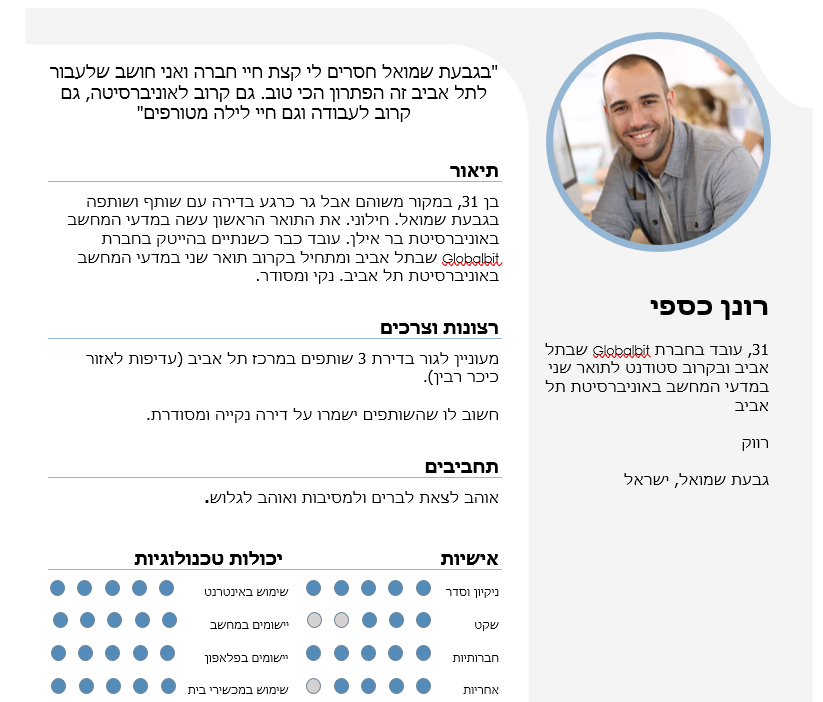 "בגבעת שמואל חסרים לי קצת חיי חברה ואני חושב שלעבור
לתל אביב זה הפתרון הכי טוב. גם קרוב לאוניברסיטה, גם
קרוב לעבודה וגם חיי לילה מטורפים"
רונן כספי
31, עובד בחברת Globalbit שבתל
אביב ובקרוב סטודנט לתואר שני
במדעי המחשב באוניברסיטת תל
אביב
רווק
גבעת שמואל, ישראל
תיאור
בן 31, במקור משוהם אבל גר כרגע בדירה עם שותף ושותפה
בגבעת שמואל. חילוני. את התואר הראשון עשה במדעי המחשב
באוניברסיטת בר אילן. עובד כבר כשנתיים בהייטק בחברת
Globalbit שבתל אביב ומתחיל בקרוב תואר שני במדעי המחשב
באוניברסיטת תל אביב. נקי ומסודר.
רצונות וצרכים
מעוניין לגור בדירת 3 שותפים במרכז תל אביב (עדיפות לאזור
כיכר רבין).
חשוב לו שהשותפים ישמרו על דירה נקייה ומסודרת.
תחביבים
אוהב לצאת לברים ולמסיבות ואוהב לגלוש.
אישיות
ניקיון וסדר
שקט
חברותיות
אחריות
יכולות טכנולוגיות
שימוש באינטרנט
יישומים במחשב
יישומים בפלאפון
שימוש במכשירי בית